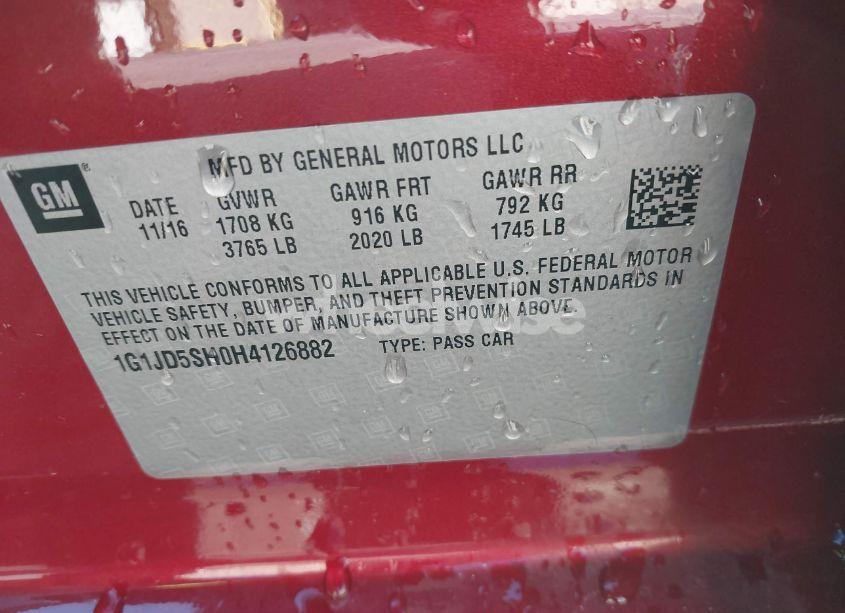 GM®
MFD BY GENERAL MOTORS LLC
DATE GVWR GAWR FRT GAWR RR
11/16 1708 KG 916 KG 792 KG
3765 LB 2020 LB 1745 LB
THIS VEHICLE CONFORMS TO ALL APPLICABLE U.S. FEDERAL MOTOR
VEHICLE SAFETY, BUMPER, AND THEFT PREVENTION STANDARDS IN
EFFECT ON THE DATE OF MANUFACTURE SHOWN ABOVE.
1G1JD5SH0H4126882 TYPE: PASS CAR